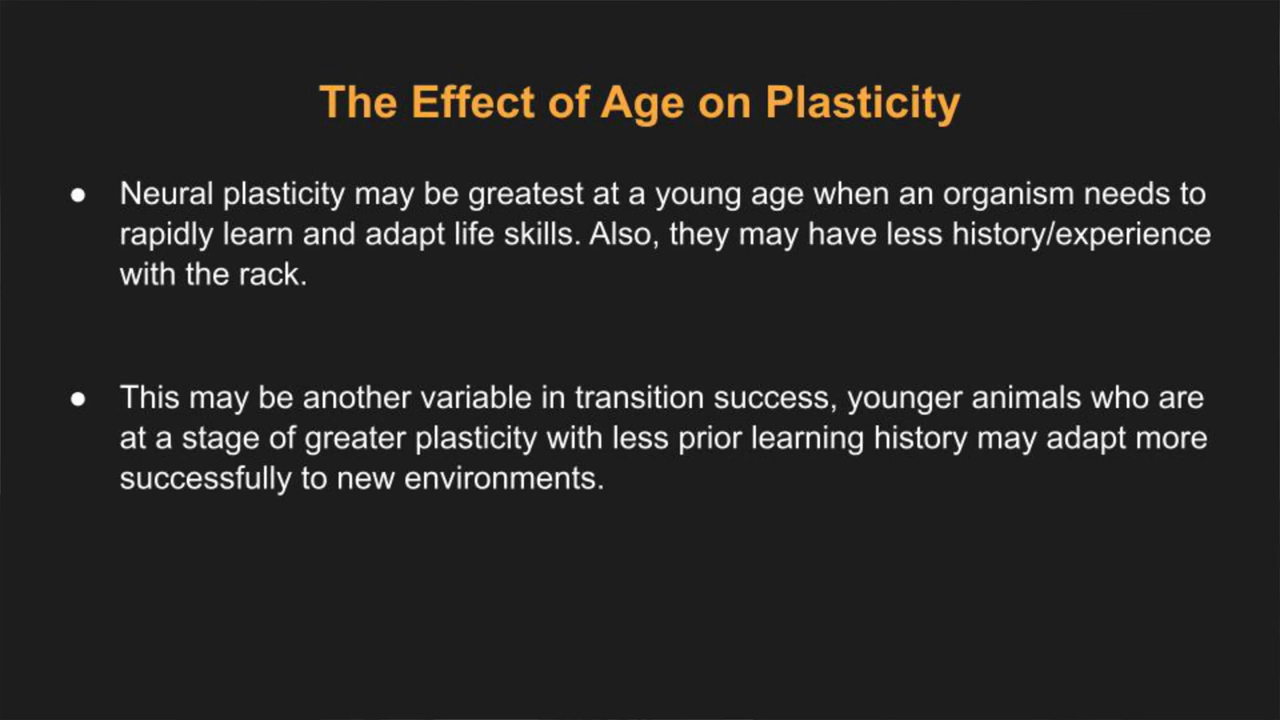 The Effect of Age on Plasticity
● Neural plasticity may be greatest at a young age when an organism needs to
rapidly learn and adapt life skills. Also, they may have less history/experience
with the rack.
● This may be another variable in transition success, younger animals who are
at a stage of greater plasticity with less prior learning history may adapt more
successfully to new environments.